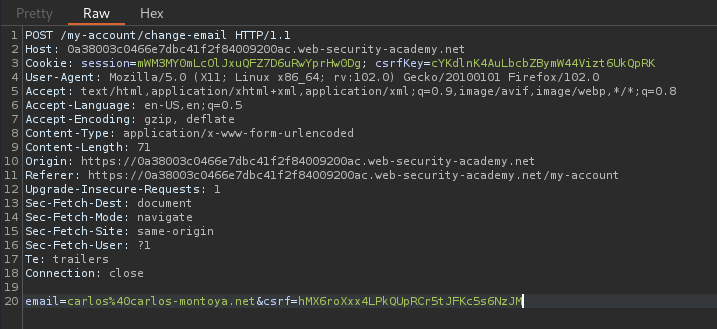 Pretty Raw Hex
1 POST /my-account/change-email HTTP/1.1
2 Host: 0a38003c0466e7dbc41f2f84009200ac.web-security-academy.net
3 Cookie: session=mWM3MY0mLcOlJxuQFZ7D6uRwYprHwODg; csrfKey=cYKdlnK4AuLbcbZBymW44Vizt6UkQpRK
4 User-Agent: Mozilla/5.0 (X11; Linux x86_64; rv:102.0) Gecko/20100101 Firefox/102.0
5 Accept: text/html,application/xhtml+xml,application/xml;q=0.9,image/avif,image/webp,*/*;q=0.8
6 Accept-Language: en-US,en;q=0.5
7 Accept-Encoding: gzip, deflate
8 Content-Type: application/x-www-form-urlencoded
9 Content-Length: 71
10 Origin: https://0a38003c0466e7dbc41f2f84009200ac.web-security-academy.net
11 Referer: https://0a38003c0466e7dbc41f2f84009200ac.web-security-academy.net/my-account
12 Upgrade-Insecure-Requests: 1
13 Sec-Fetch-Dest: document
14 Sec-Fetch-Mode: navigate
15 Sec-Fetch-Site: same-origin
16 Sec-Fetch-User: ?1
17 Te: trailers
18 Connection: close
19
20 email=carlos%40carlos-montoya.net&csrf=hMX6roXxx4LPkQUpRCr5tJFKc5s6NzJM